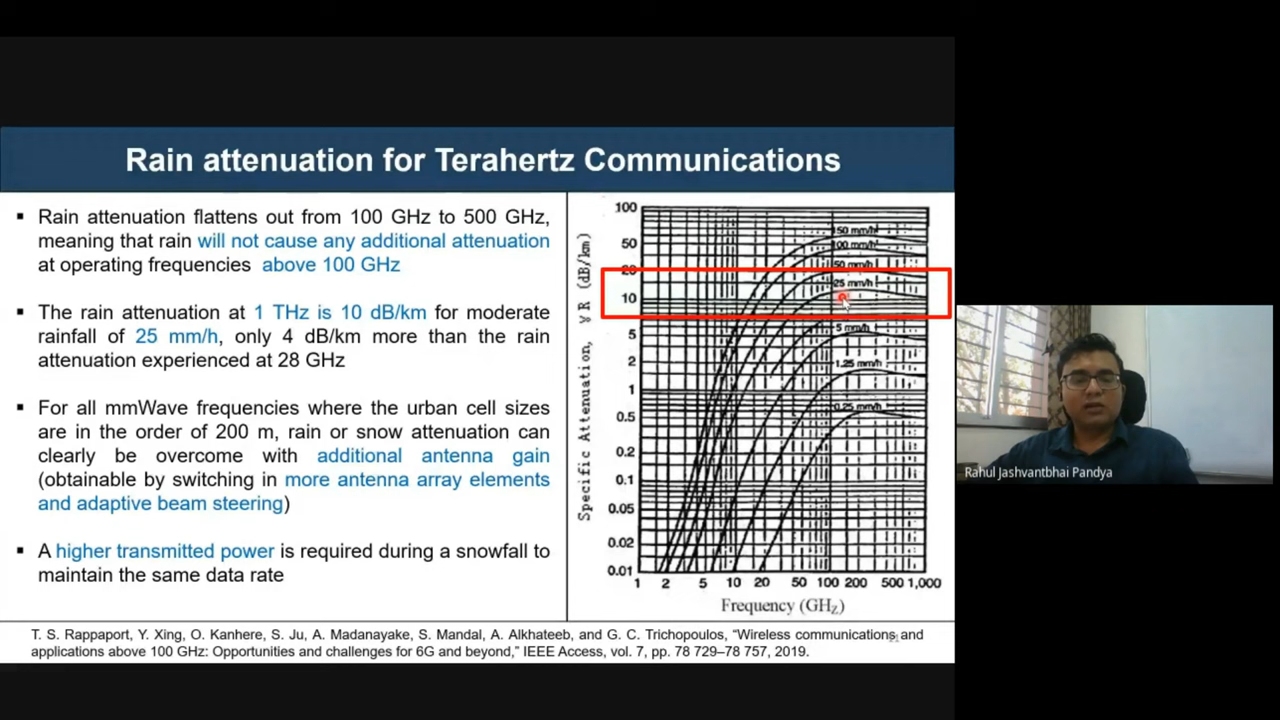 Rain attenuation for Terahertz Communications
▪ Rain attenuation flattens out from 100 GHz to 500 GHz,
meaning that rain will not cause any additional attenuation
at operating frequencies above 100 GHz
▪ The rain attenuation at 1 THz is 10 dB/km for moderate
rainfall of 25 mm/h, only 4 dB/km more than the rain
attenuation experienced at 28 GHz
▪ For all mmWave frequencies where the urban cell sizes
are in the order of 200 m, rain or snow attenuation can
clearly be overcome with additional antenna gain
(obtainable by switching in more antenna array elements
and adaptive beam steering)
▪ A higher transmitted power is required during a snowfall to
maintain the same data rate
Specific Attenuation, γR (dB/km)
100
50
20
10
5
2
1
0.5
0.2
0.1
0.05
0.02
0.01
150 mm/h
100 mm/h
50 mm/h
25 mm/h
5 mm/h
1.25 mm/h
0.25 mm/h
1 2 5 10 20 50 100 200 500 1,000
Frequency (GHz)
T. S. Rappaport, Y. Xing, O. Kanhere, S. Ju, A. Madanayake, S. Mandal, A. Alkhateeb, and G. C. Trichopoulos, “Wireless communications and
applications above 100 GHz: Opportunities and challenges for 6G and beyond,” IEEE Access, vol. 7, pp. 78 729–78 757, 2019.
Rahul Jashvantbhai Pandya